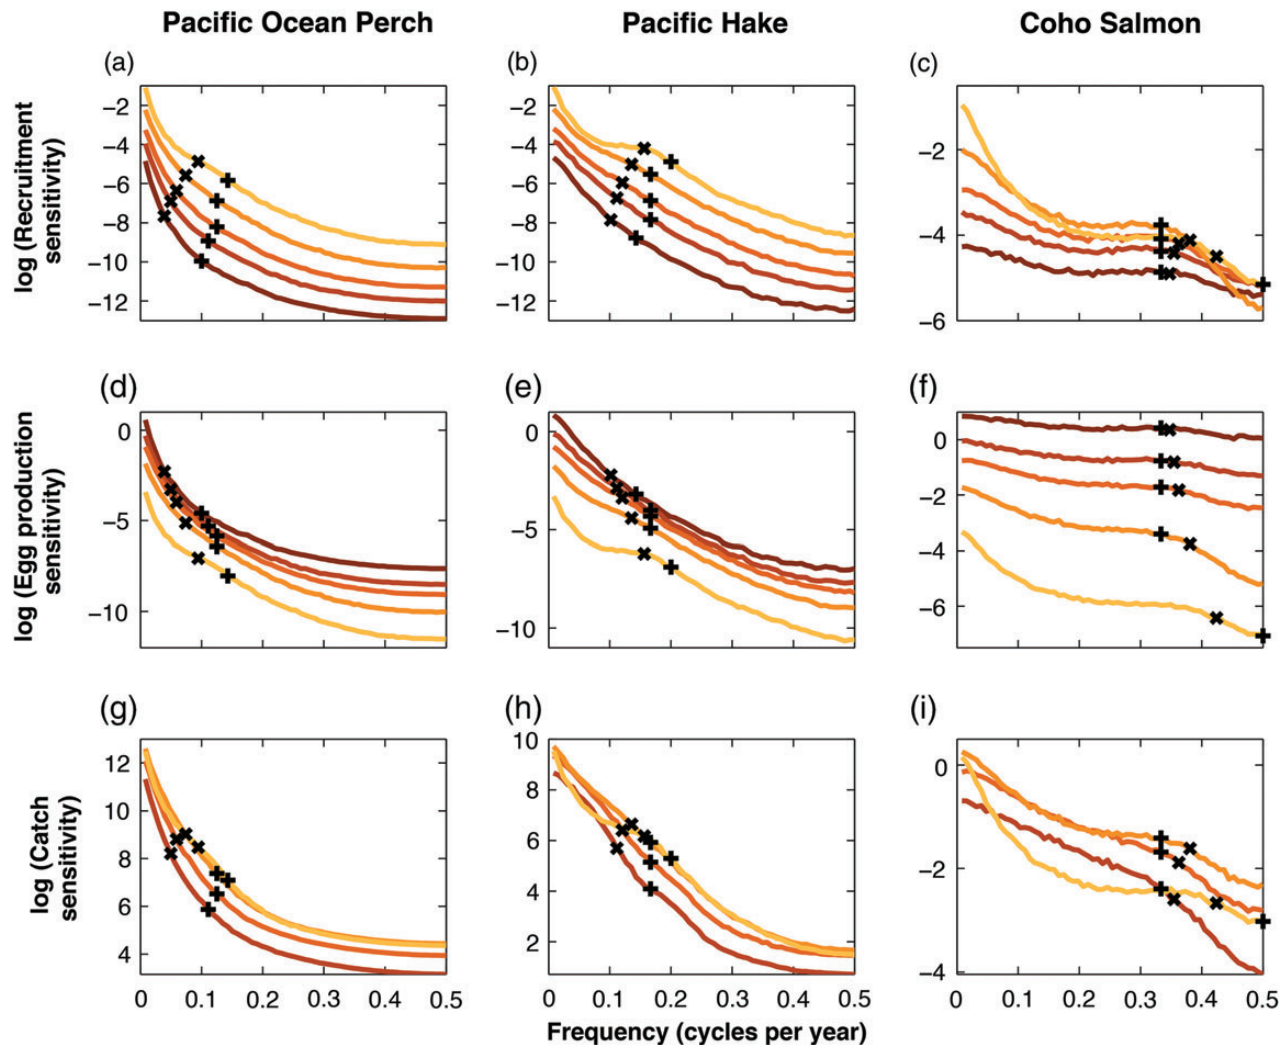 Pacific Ocean Perch Pacific Hake Coho Salmon
(a) (b) (c)
log (Recruitment
sensitivity)
−2
−4
−6
−8
−10
−12
−2
−4
−6
−8
−10
−12
−2
−4
−6
(d) (e) (f)
log (Egg production
sensitivity)
0
−5
−10
0
−5
−10
0
−2
−4
−6
(g) (h) (i)
log (Catch
sensitivity)
12
10
8
6
4
10
8
6
4
2
0
−2
−4
0 0.1 0.2 0.3 0.4 0.5
0 0.1 0.2 0.3 0.4 0.5
0 0.1 0.2 0.3 0.4 0.5
Frequency (cycles per year)